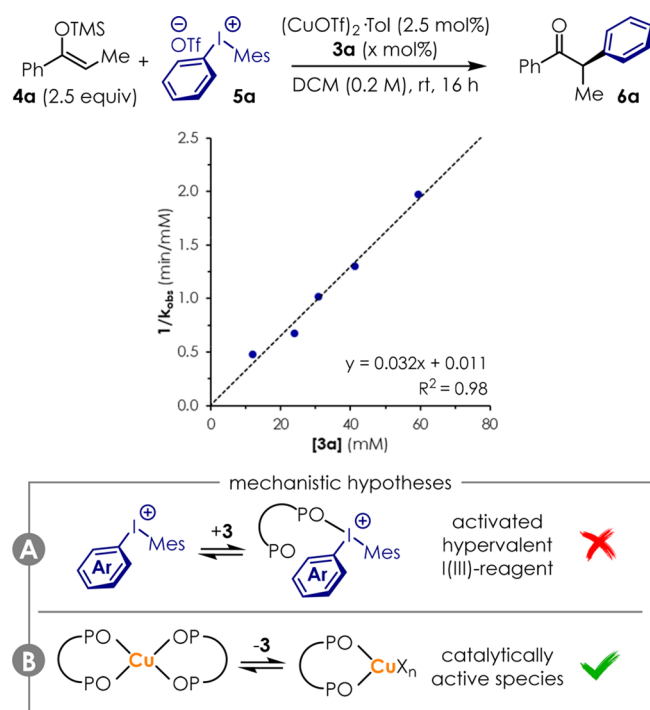 OTMS
Ph
Me
4a (2.5 equiv)
+
⊖
OTf
I
⊕
Mes
5a
(CuOTf)₂·Tol (2.5 mol%)
3a (x mol%)
DCM (0.2 M), rt, 16 h
O
Ph
Me
6a
1/kobs (min/mM)
2.5
2.0
1.5
1.0
0.5
0.0
y = 0.032x + 0.011
R² = 0.98
0
20
40
60
80
[3a] (mM)
mechanistic hypotheses
A
I
⊕
Mes
Ar
+3
PO
PO
I
⊕
Mes
Ar
activated
hypervalent
I(III)-reagent
B
PO
OP
Cu
PO
OP
-3
PO
CuXn
PO
catalytically
active species